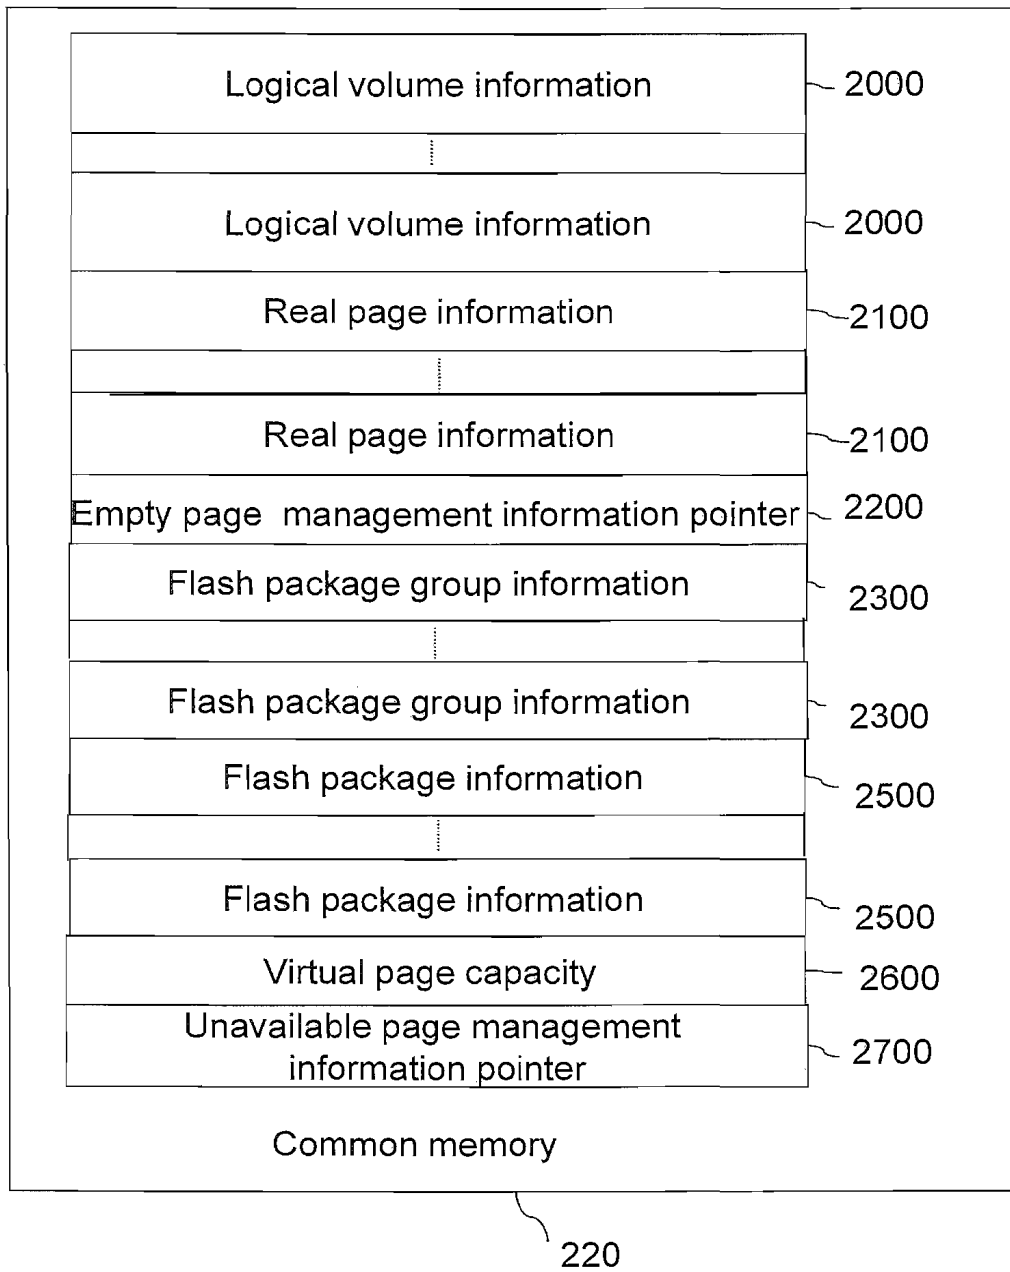 Logical volume information 2000
Logical volume information 2000
Real page information 2100
Real page information 2100
Empty page management information pointer 2200
Flash package group information 2300
Flash package group information 2300
Flash package information 2500
Flash package information 2500
Virtual page capacity 2600
Unavailable page management
information pointer 2700
Common memory
220